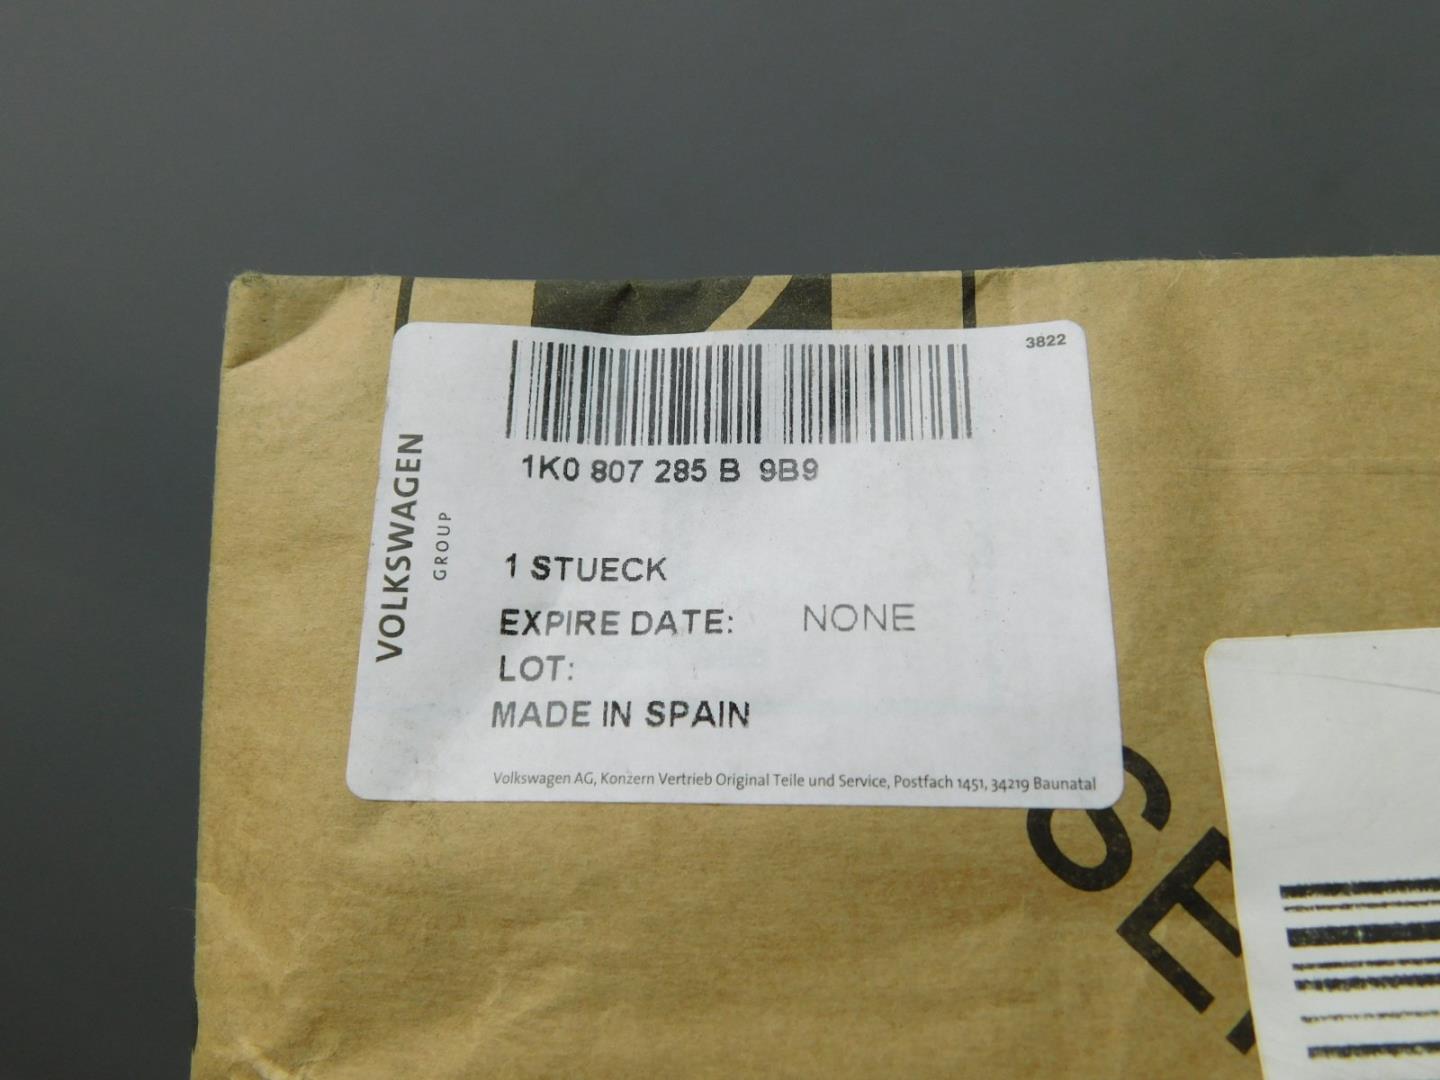 3822
1K0 807 285 B 9B9
VOLKSWAGEN
GROUP
1 STUECK
EXPIRE DATE: NONE
LOT:
MADE IN SPAIN
Volkswagen AG, Konzern Vertrieb Original Teile und Service, Postfach 1451, 34219 Baunatal